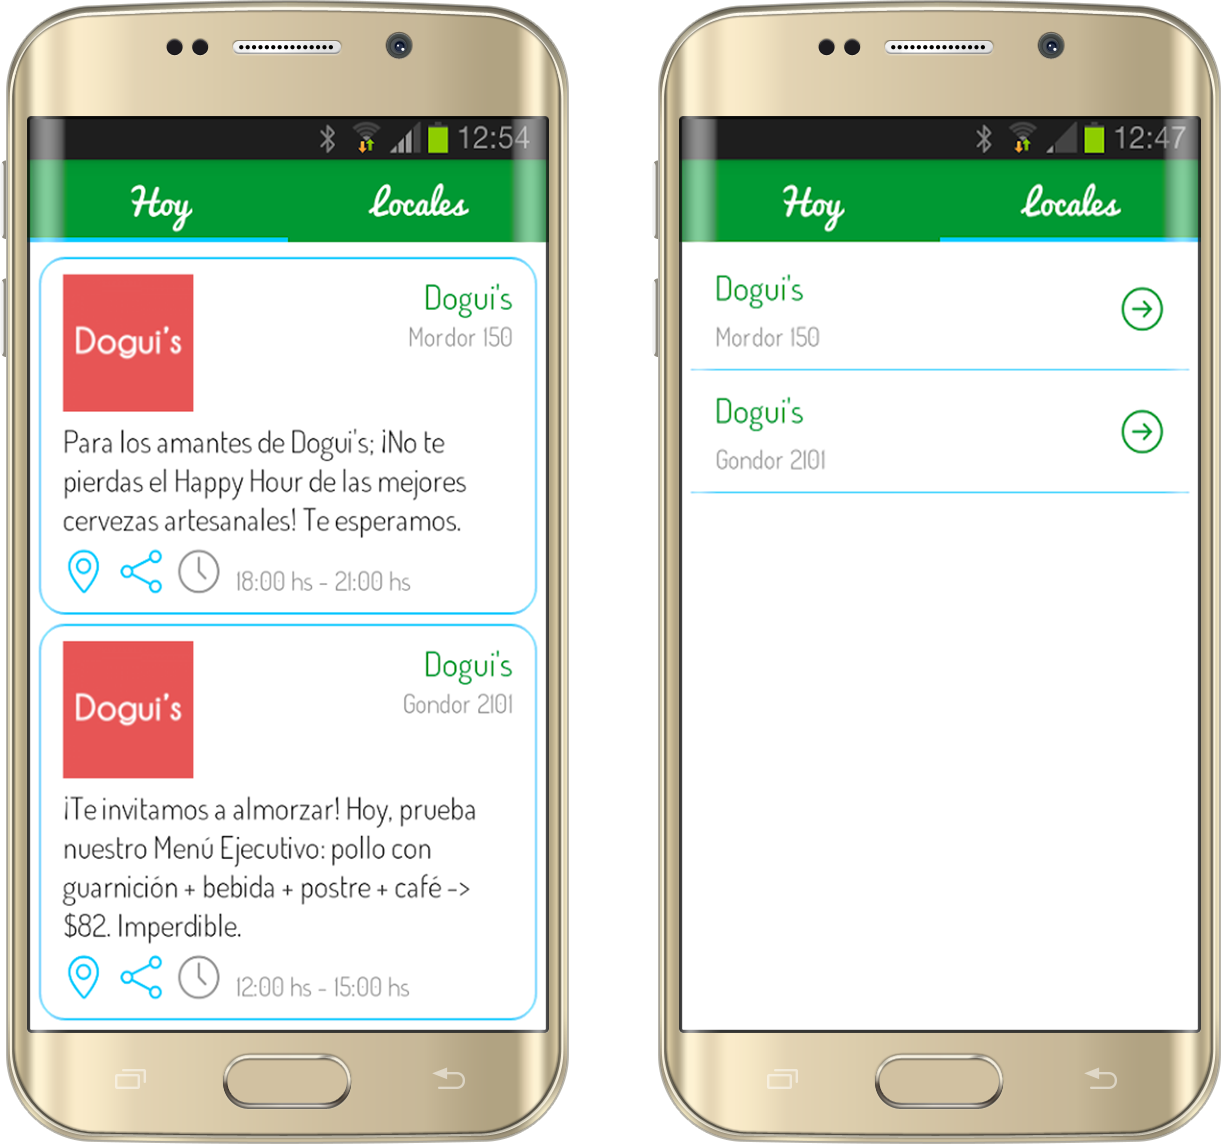 12:54
Hoy
Locales
Dogui's
Dogui's
Mordor 150
Para los amantes de Dogui's; ¡No te
pierdas el Happy Hour de las mejores
cervezas artesanales! Te esperamos.
18:00 hs - 21:00 hs
Dogui's
Dogui's
Gondor 2101
¡Te invitamos a almorzar! Hoy, prueba
nuestro Menú Ejecutivo: pollo con
guarnición + bebida + postre + café ->
$82. Imperdible.
12:00 hs - 15:00 hs
12:47
Hoy
Locales
Dogui's
Mordor 150
Dogui's
Gondor 2101